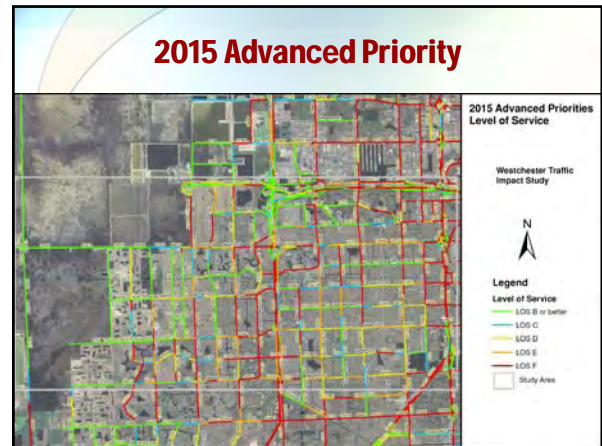 2015 Advanced Priority
2015 Advanced Priorities
Level of Service
Westchester Traffic
Impact Study
N
Legend
Level of Service
LOS B or better
LOS C
LOS D
LOS E
LOS F
Study Area